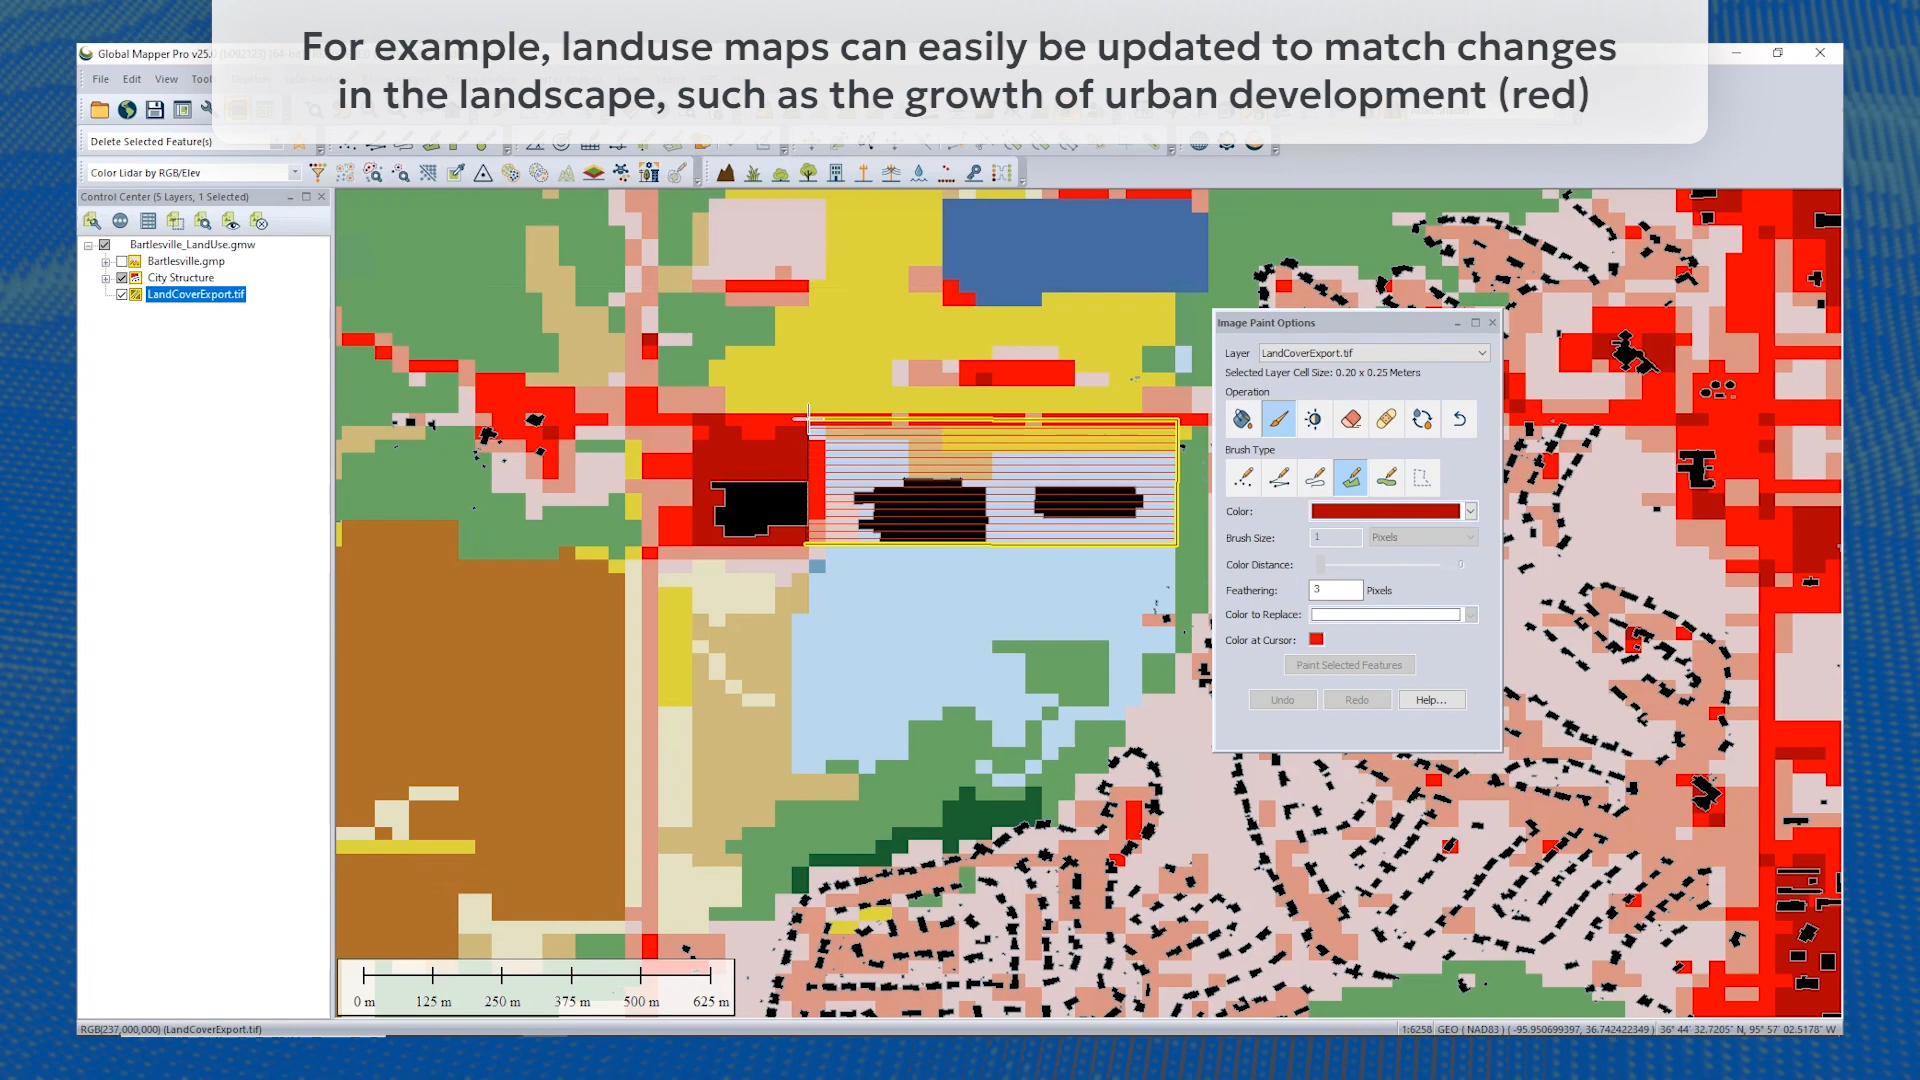 For example, landuse maps can easily be updated to match changes
in the landscape, such as the growth of urban development (red)
Global Mapper Pro v25.0
File Edit View Tools
Delete Selected Feature(s)
Color Lidar by RGB/Elev
Control Center (5 Layers, 1 Selected)
Bartlesville_LandUse.gmw
Bartlesville.gmp
City Structure
LandCoverExport.tif
Image Paint Options
Layer LandCoverExport.tif
Selected Layer Cell Size: 0.20 x 0.25 Meters
Operation
Brush Type
Color:
Brush Size: 1 Pixels
Color Distance: 0
Feathering: 3 Pixels
Color to Replace:
Color at Cursor:
Paint Selected Features
Undo Redo Help...
0 m 125 m 250 m 375 m 500 m 625 m
RGB(237,000,000) (LandCoverExport.tif)
1:6258 GEO ( NAD83 ) ( -95.950699397, 36.742422349 ) 36° 44' 32.7205" N, 95° 57' 02.5178" W